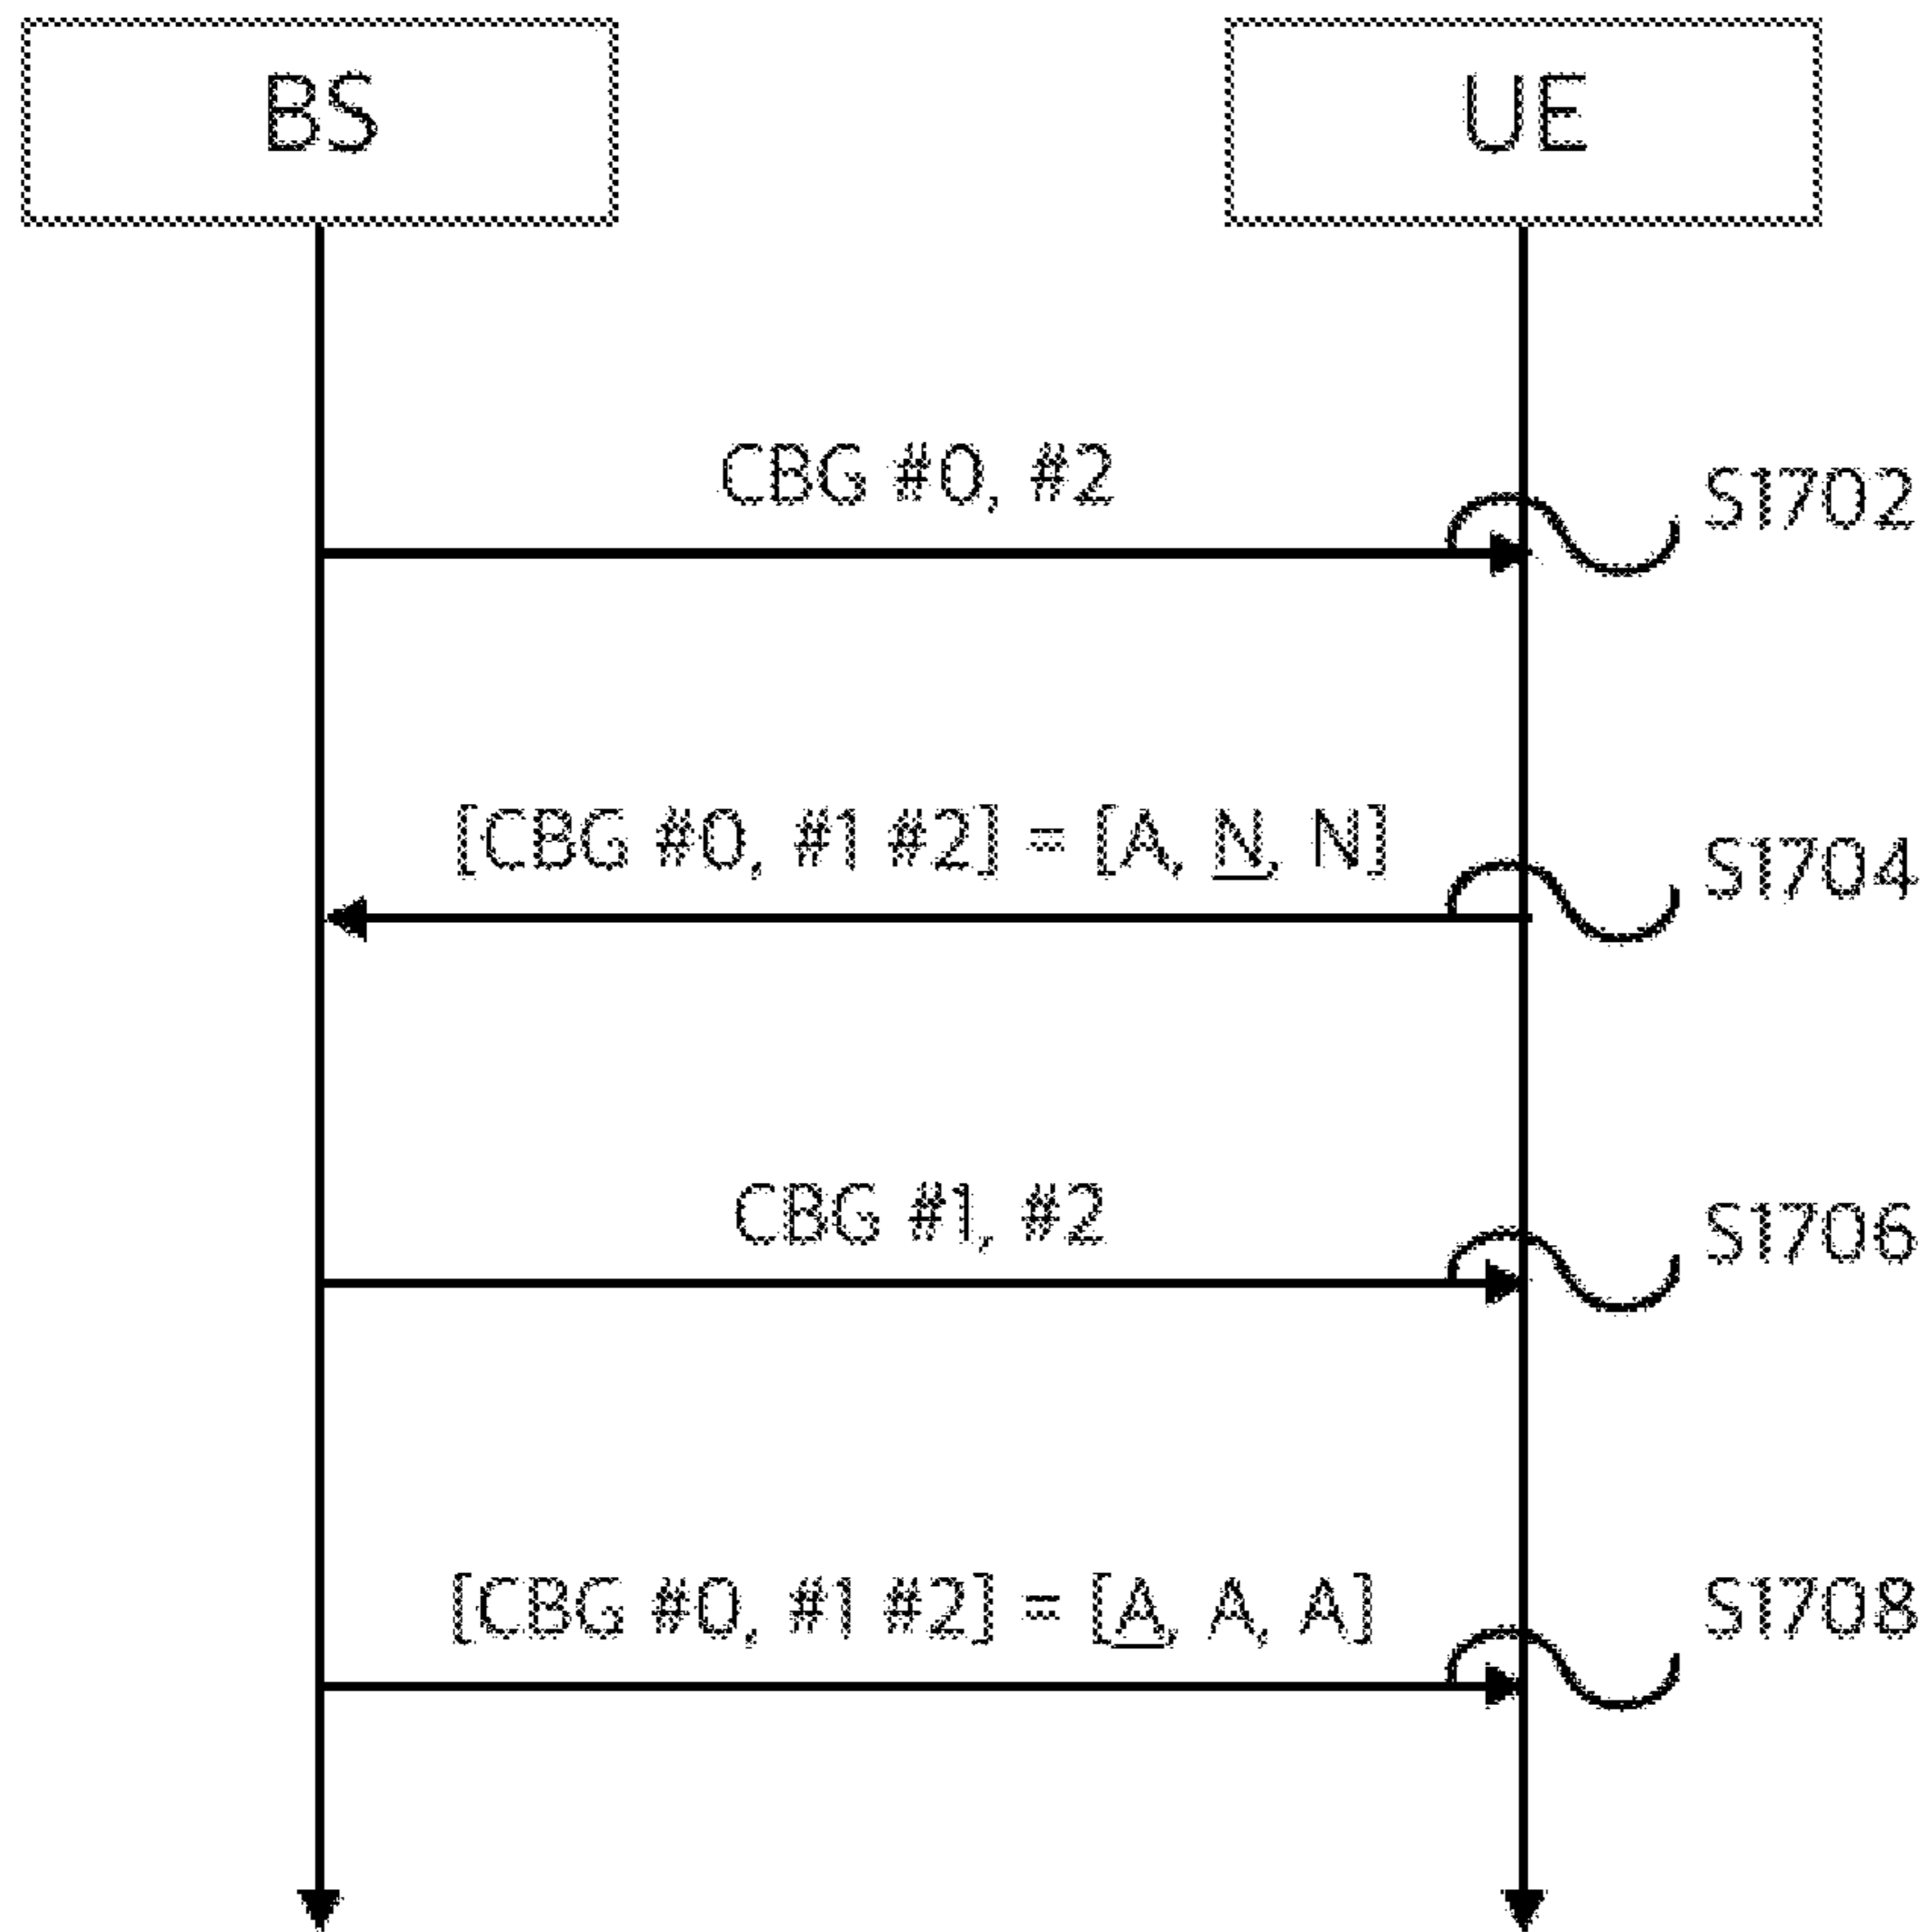 BS
UE
CBG #0, #2
S1702
[CBG #0, #1 #2] = [A, N, N]
S1704
CBG #1, #2
S1706
[CBG #0, #1 #2] = [A, A, A]
S1708